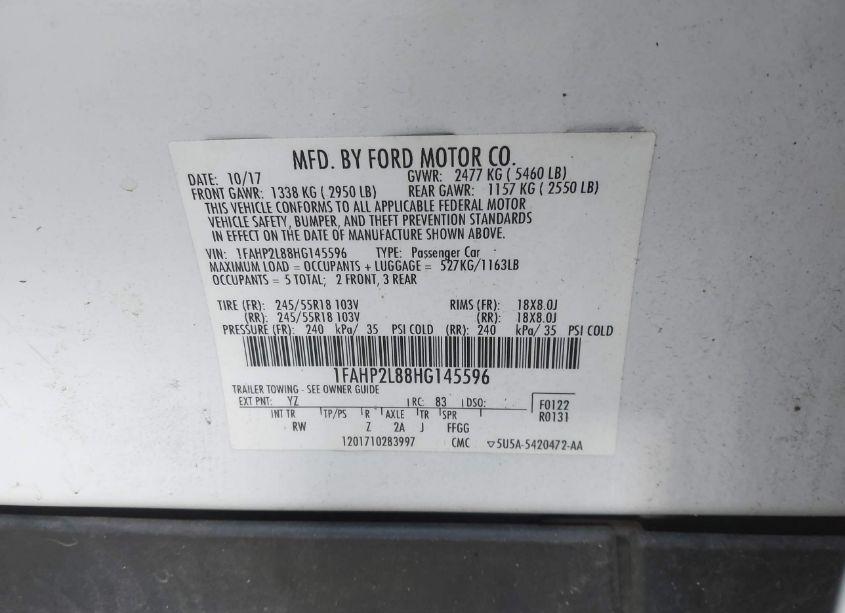 MFD. BY FORD MOTOR CO.
DATE: 10/17 GVWR: 2477 KG ( 5460 LB)
FRONT GAWR: 1338 KG ( 2950 LB) REAR GAWR: 1157 KG ( 2550 LB)
THIS VEHICLE CONFORMS TO ALL APPLICABLE FEDERAL MOTOR
VEHICLE SAFETY, BUMPER, AND THEFT PREVENTION STANDARDS
IN EFFECT ON THE DATE OF MANUFACTURE SHOWN ABOVE.
VIN: 1FAHP2L88HG145596 TYPE: Passenger Car
MAXIMUM LOAD = OCCUPANTS + LUGGAGE = 527KG/1163LB
OCCUPANTS = 5 TOTAL; 2 FRONT, 3 REAR
TIRE (FR): 245/55R18 103V RIMS (FR): 18X8.0J
(RR): 245/55R18 103V (RR): 18X8.0J
PRESSURE (FR): 240 kPa/ 35 PSI COLD (RR): 240 kPa/ 35 PSI COLD
1FAHP2L88HG145596
TRAILER TOWING - SEE OWNER GUIDE
EXT PNT: YZ RC: 83 DSO: F0122
INT TR TP/PS R AXLE TR SPR R0131
RW Z 2A J FFGG
1201710283997 CMC ▽5U5A-5420472-AA